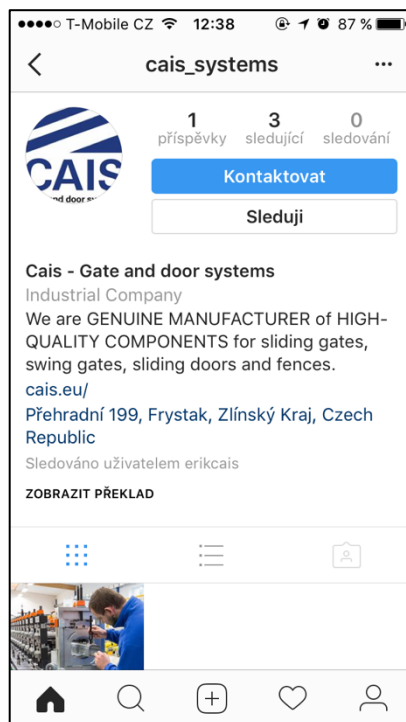 T-Mobile CZ 12:38 87 %
cais_systems
1 3 0
příspěvky sledující sledování
CAIS
Kontaktovat
Sleduji
Cais - Gate and door systems
Industrial Company
We are GENUINE MANUFACTURER of HIGH-
QUALITY COMPONENTS for sliding gates,
swing gates, sliding doors and fences.
cais.eu/
Přehradní 199, Frystak, Zlínský Kraj, Czech
Republic
Sledováno uživatelem erikcais
ZOBRAZIT PŘEKLAD